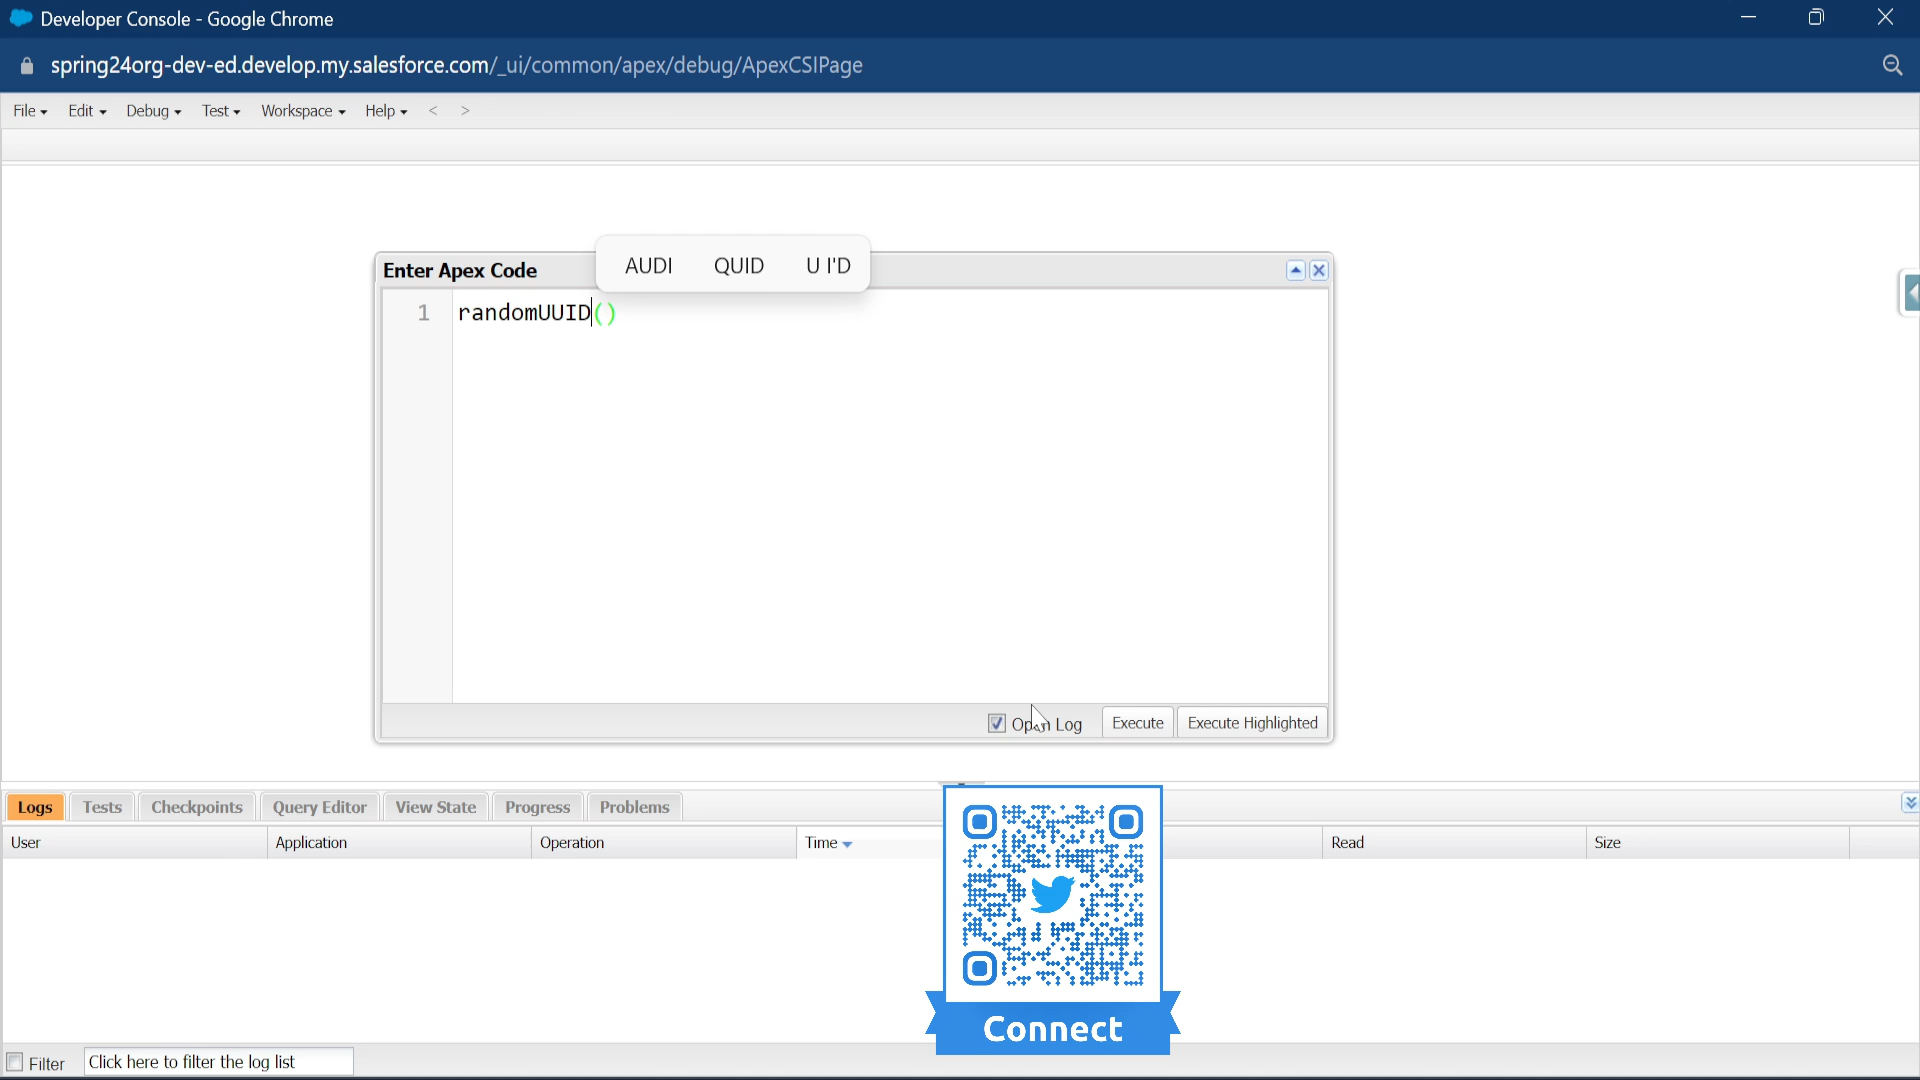 Developer Console - Google Chrome
spring24org-dev-ed.develop.my.salesforce.com/_ui/common/apex/debug/ApexCSIPage
File Edit Debug Test Workspace Help < >
AUDI QUID U I'D
Enter Apex Code
1 randomUUID()
Open Log Execute Execute Highlighted
Logs Tests Checkpoints Query Editor View State Progress Problems
User Application Operation Time Read Size
Connect
Filter Click here to filter the log list